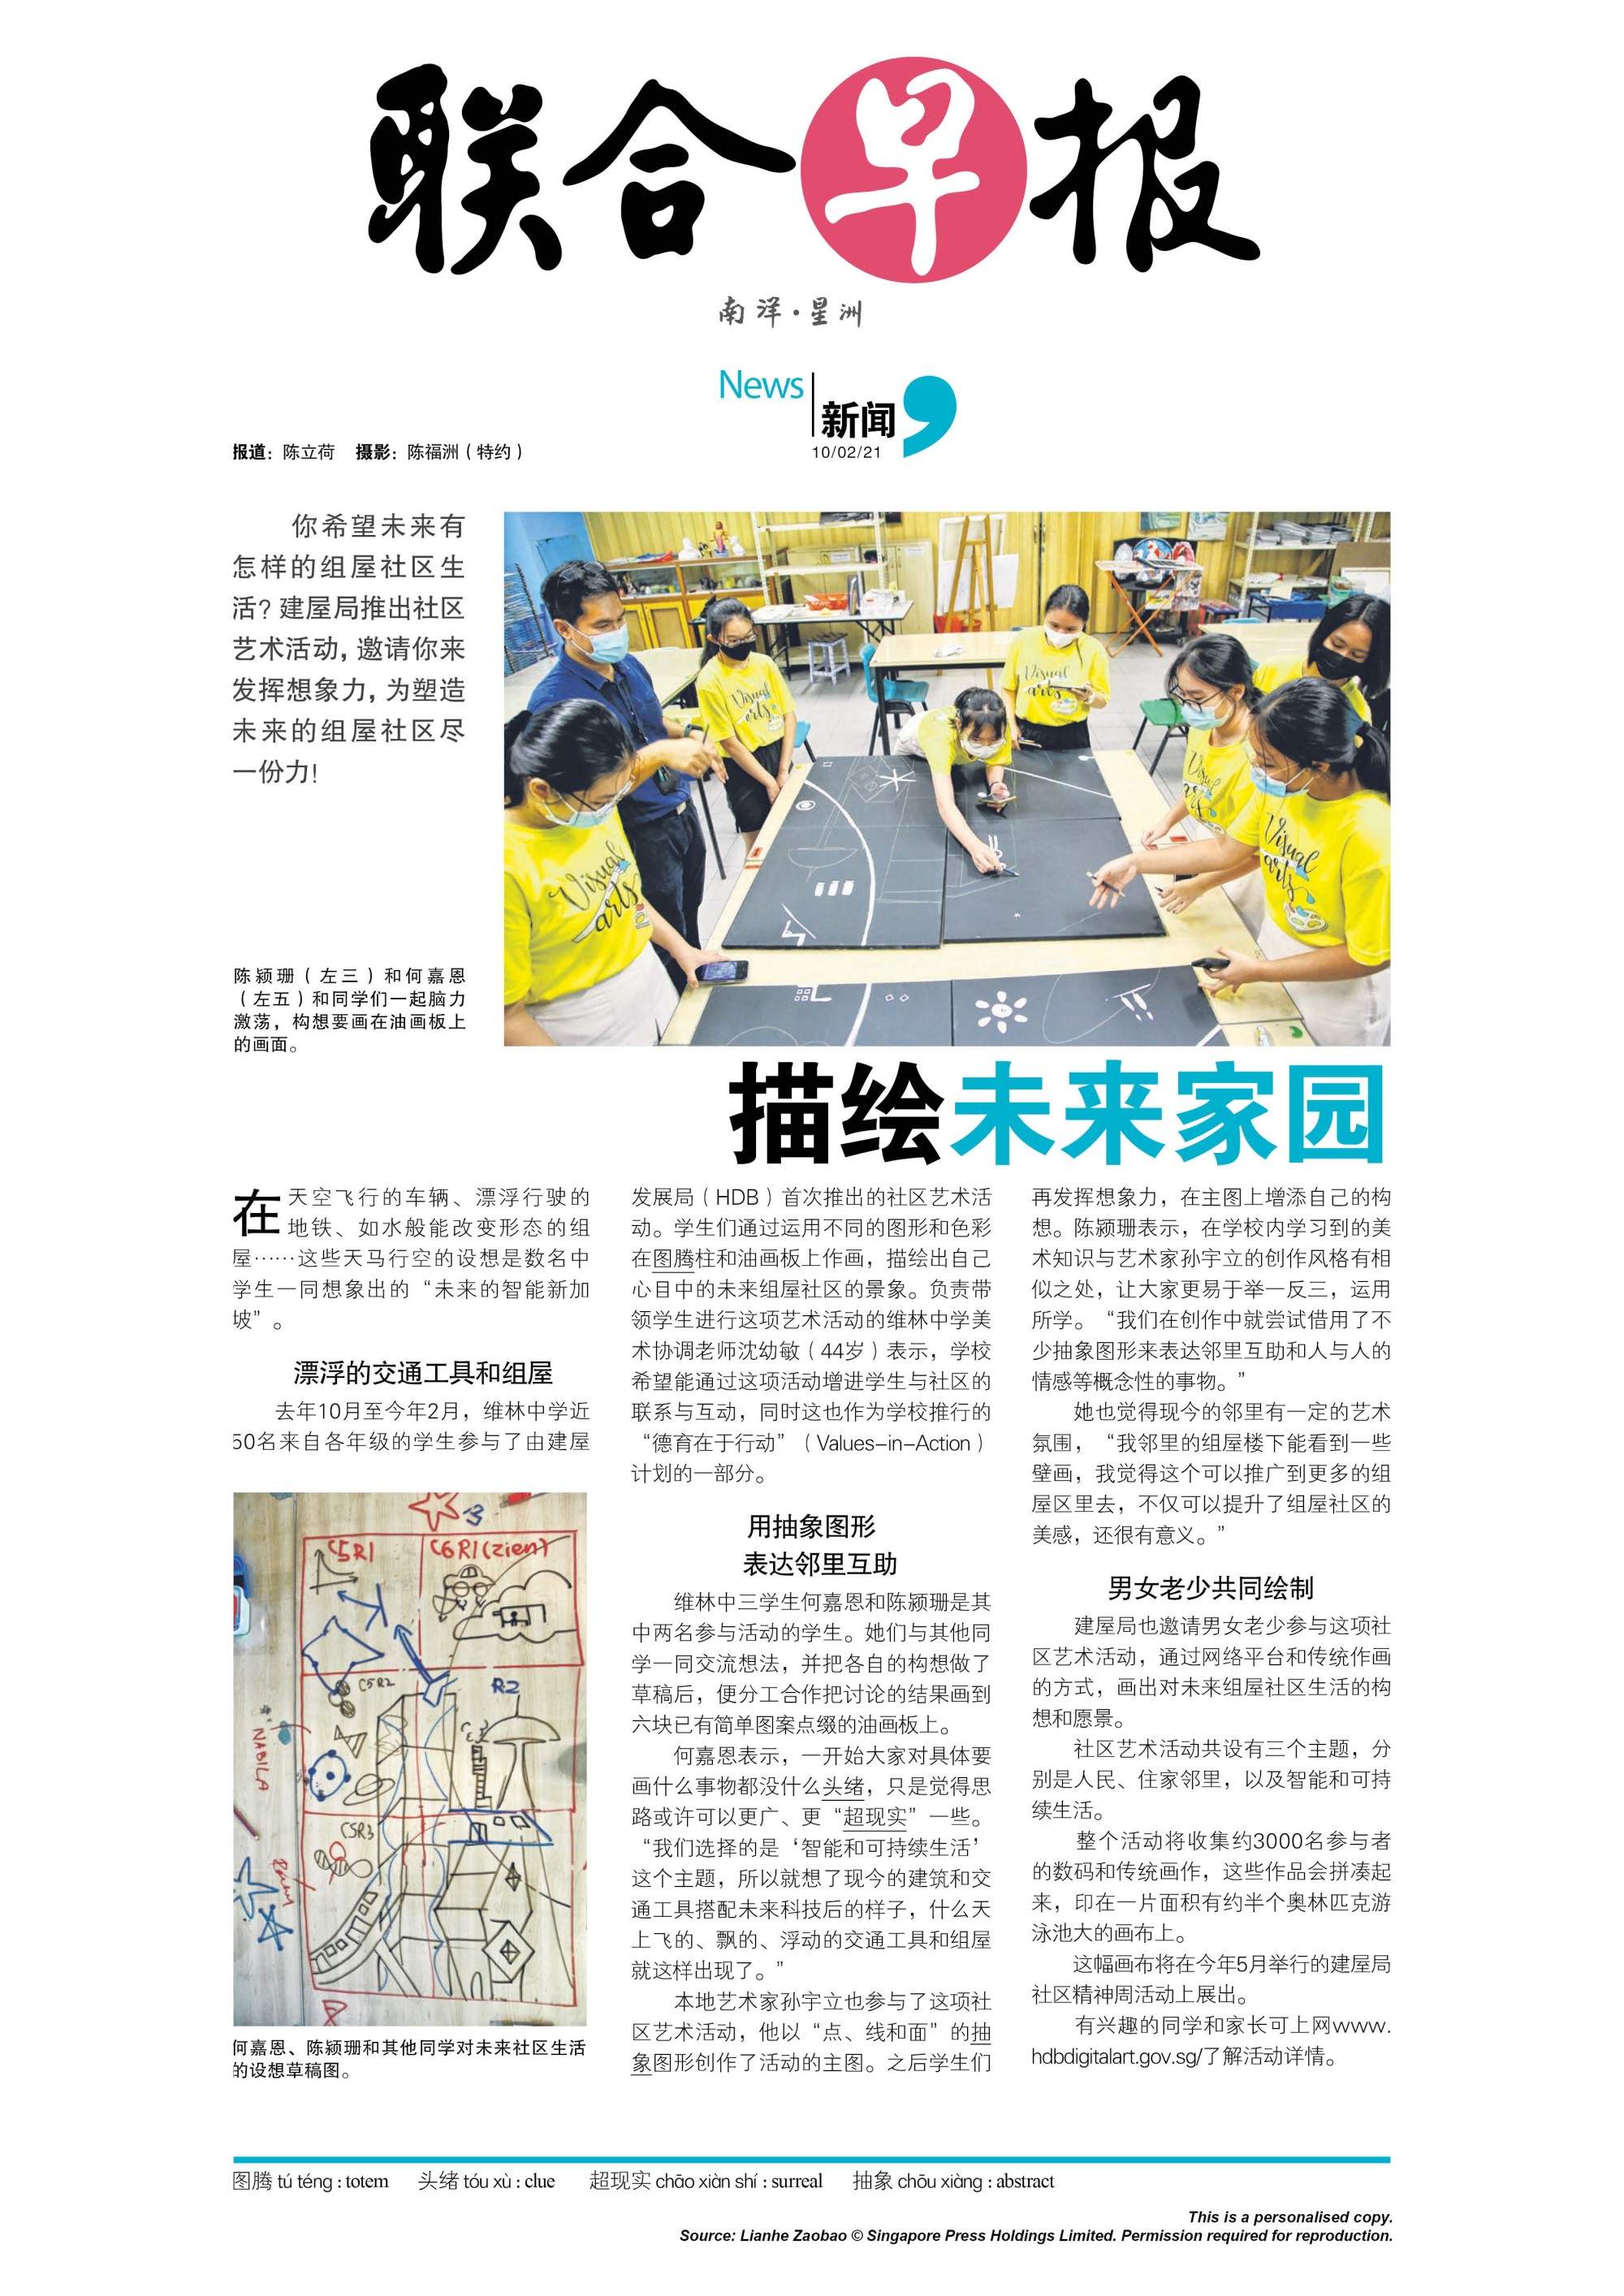 联合早报
南洋·星洲
News
新闻
10/02/21
报道：陈立荷 摄影：陈福洲（特约）
你希望未来有
怎样的组屋社区生
活？建屋局推出社区
艺术活动，邀请你来
发挥想象力，为塑造
未来的组屋社区尽
一份力！
Visual
arts
Visual
arts
Visual
arts
Visual
arts
陈颖珊（左三）和何嘉恩
（左五）和同学们一起脑力
激荡，构想要画在油画板上
的画面。
描绘未来家园
在天空飞行的车辆、漂浮行驶的
地铁、如水般能改变形态的组
屋……这些天马行空的设想是数名中
学生一同想象出的“未来的智能新加
坡”。
漂浮的交通工具和组屋
去年10月至今年2月，维林中学近
50名来自各年级的学生参与了由建屋
C5R1
C6R1(zien)
C5R2
R2
NABILA
C5R3
何嘉恩、陈颖珊和其他同学对未来社区生活
的设想草稿图。
发展局（HDB）首次推出的社区艺术活
动。学生们通过运用不同的图形和色彩
在图腾柱和油画板上作画，描绘出自己
心目中的未来组屋社区的景象。负责带
领学生进行这项艺术活动的维林中学美
术协调老师沈幼敏（44岁）表示，学校
希望能通过这项活动增进学生与社区的
联系与互动，同时这也作为学校推行的
“德育在于行动”（Values-in-Action）
计划的一部分。
用抽象图形
表达邻里互助
维林中三学生何嘉恩和陈颖珊是其
中两名参与活动的学生。她们与其他同
学一同交流想法，并把各自的构想做了
草稿后，便分工合作把讨论的结果画到
六块已有简单图案点缀的油画板上。
何嘉恩表示，一开始大家对具体要
画什么事物都没什么头绪，只是觉得思
路或许可以更广、更“超现实”一些。
“我们选择的是‘智能和可持续生活’
这个主题，所以就想了现今的建筑和交
通工具搭配未来科技后的样子，什么天
上飞的、飘的、浮动的交通工具和组屋
就这样出现了。”
本地艺术家孙宇立也参与了这项社
区艺术活动，他以“点、线和面”的抽
象图形创作了活动的主图。之后学生们
再发挥想象力，在主图上增添自己的构
想。陈颖珊表示，在学校内学习到的美
术知识与艺术家孙宇立的创作风格有相
似之处，让大家更易于举一反三，运用
所学。“我们在创作中就尝试借用了不
少抽象图形来表达邻里互助和人与人的
情感等概念性的事物。”
她也觉得现今的邻里有一定的艺术
氛围，“我邻里的组屋楼下能看到一些
壁画，我觉得这个可以推广到更多的组
屋区里去，不仅可以提升了组屋社区的
美感，还很有意义。”
男女老少共同绘制
建屋局也邀请男女老少参与这项社
区艺术活动，通过网络平台和传统作画
的方式，画出对未来组屋社区生活的构
想和愿景。
社区艺术活动共设有三个主题，分
别是人民、住家邻里，以及智能和可持
续生活。
整个活动将收集约3000名参与者
的数码和传统画作，这些作品会拼凑起
来，印在一片面积有约半个奥林匹克游
泳池大的画布上。
这幅画布将在今年5月举行的建屋局
社区精神周活动上展出。
有兴趣的同学和家长可上网www.
hdbdigitalart.gov.sg/了解活动详情。
图腾 tú téng : totem 头绪 tóu xù : clue 超现实 chāo xiàn shí : surreal 抽象 chōu xiàng : abstract
This is a personalised copy.
Source: Lianhe Zaobao © Singapore Press Holdings Limited. Permission required for reproduction.